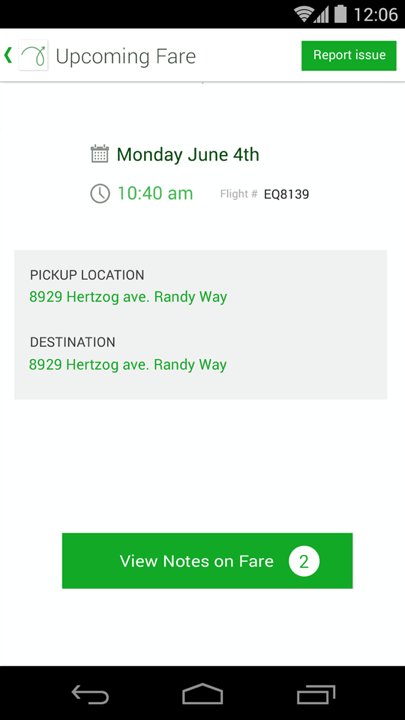 12:06
Upcoming Fare
Report issue
Monday June 4th
10:40 am Flight # EQ8139
PICKUP LOCATION
8929 Hertzog ave. Randy Way
DESTINATION
8929 Hertzog ave. Randy Way
View Notes on Fare 2